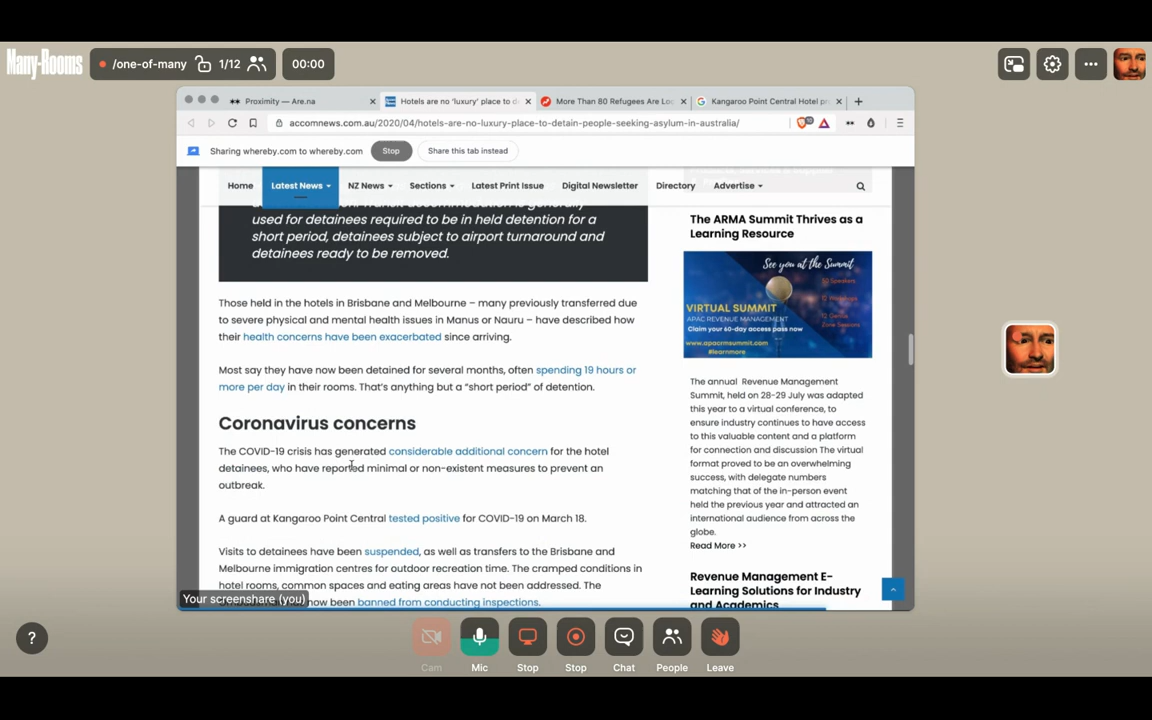 Many-Rooms
/one-of-many
1/12
00:00
Proximity — Are.na
Hotels are no 'luxury' place to d
More Than 80 Refugees Are Loc
Kangaroo Point Central Hotel pr
accomnews.com.au/2020/04/hotels-are-no-luxury-place-to-detain-people-seeking-asylum-in-australia/
Sharing whereby.com to whereby.com
Stop
Share this tab instead
Home
Latest News
NZ News
Sections
Latest Print Issue
Digital Newsletter
Directory
Advertise
used for detainees required to be in held detention for a
short period, detainees subject to airport turnaround and
detainees ready to be removed.
Those held in the hotels in Brisbane and Melbourne – many previously transferred due
to severe physical and mental health issues in Manus or Nauru – have described how
their health concerns have been exacerbated since arriving.
Most say they have now been detained for several months, often spending 19 hours or
more per day in their rooms. That's anything but a "short period" of detention.
Coronavirus concerns
The COVID-19 crisis has generated considerable additional concern for the hotel
detainees, who have reported minimal or non-existent measures to prevent an
outbreak.
A guard at Kangaroo Point Central tested positive for COVID-19 on March 18.
Visits to detainees have been suspended, as well as transfers to the Brisbane and
Melbourne immigration centres for outdoor recreation time. The cramped conditions in
hotel rooms, common spaces and eating areas have not been addressed. The
now been banned from conducting inspections.
The ARMA Summit Thrives as a
Learning Resource
See you at the Summit
VIRTUAL SUMMIT
APAC REVENUE MANAGEMENT
Claim your 60-day access pass now
www.apacrmsummit.com
#learnmore
The annual Revenue Management
Summit, held on 28-29 July was adapted
this year to a virtual conference, to
ensure industry continues to have access
to this valuable content and a platform
for connection and discussion The virtual
format proved to be an overwhelming
success, with delegate numbers
matching that of the in-person event
held the previous year and attracted an
international audience from across the
globe.
Read More >>
Revenue Management E-
Learning Solutions for Industry
and Academics
Your screenshare (you)
?
Cam
Mic
Stop
Stop
Chat
People
Leave